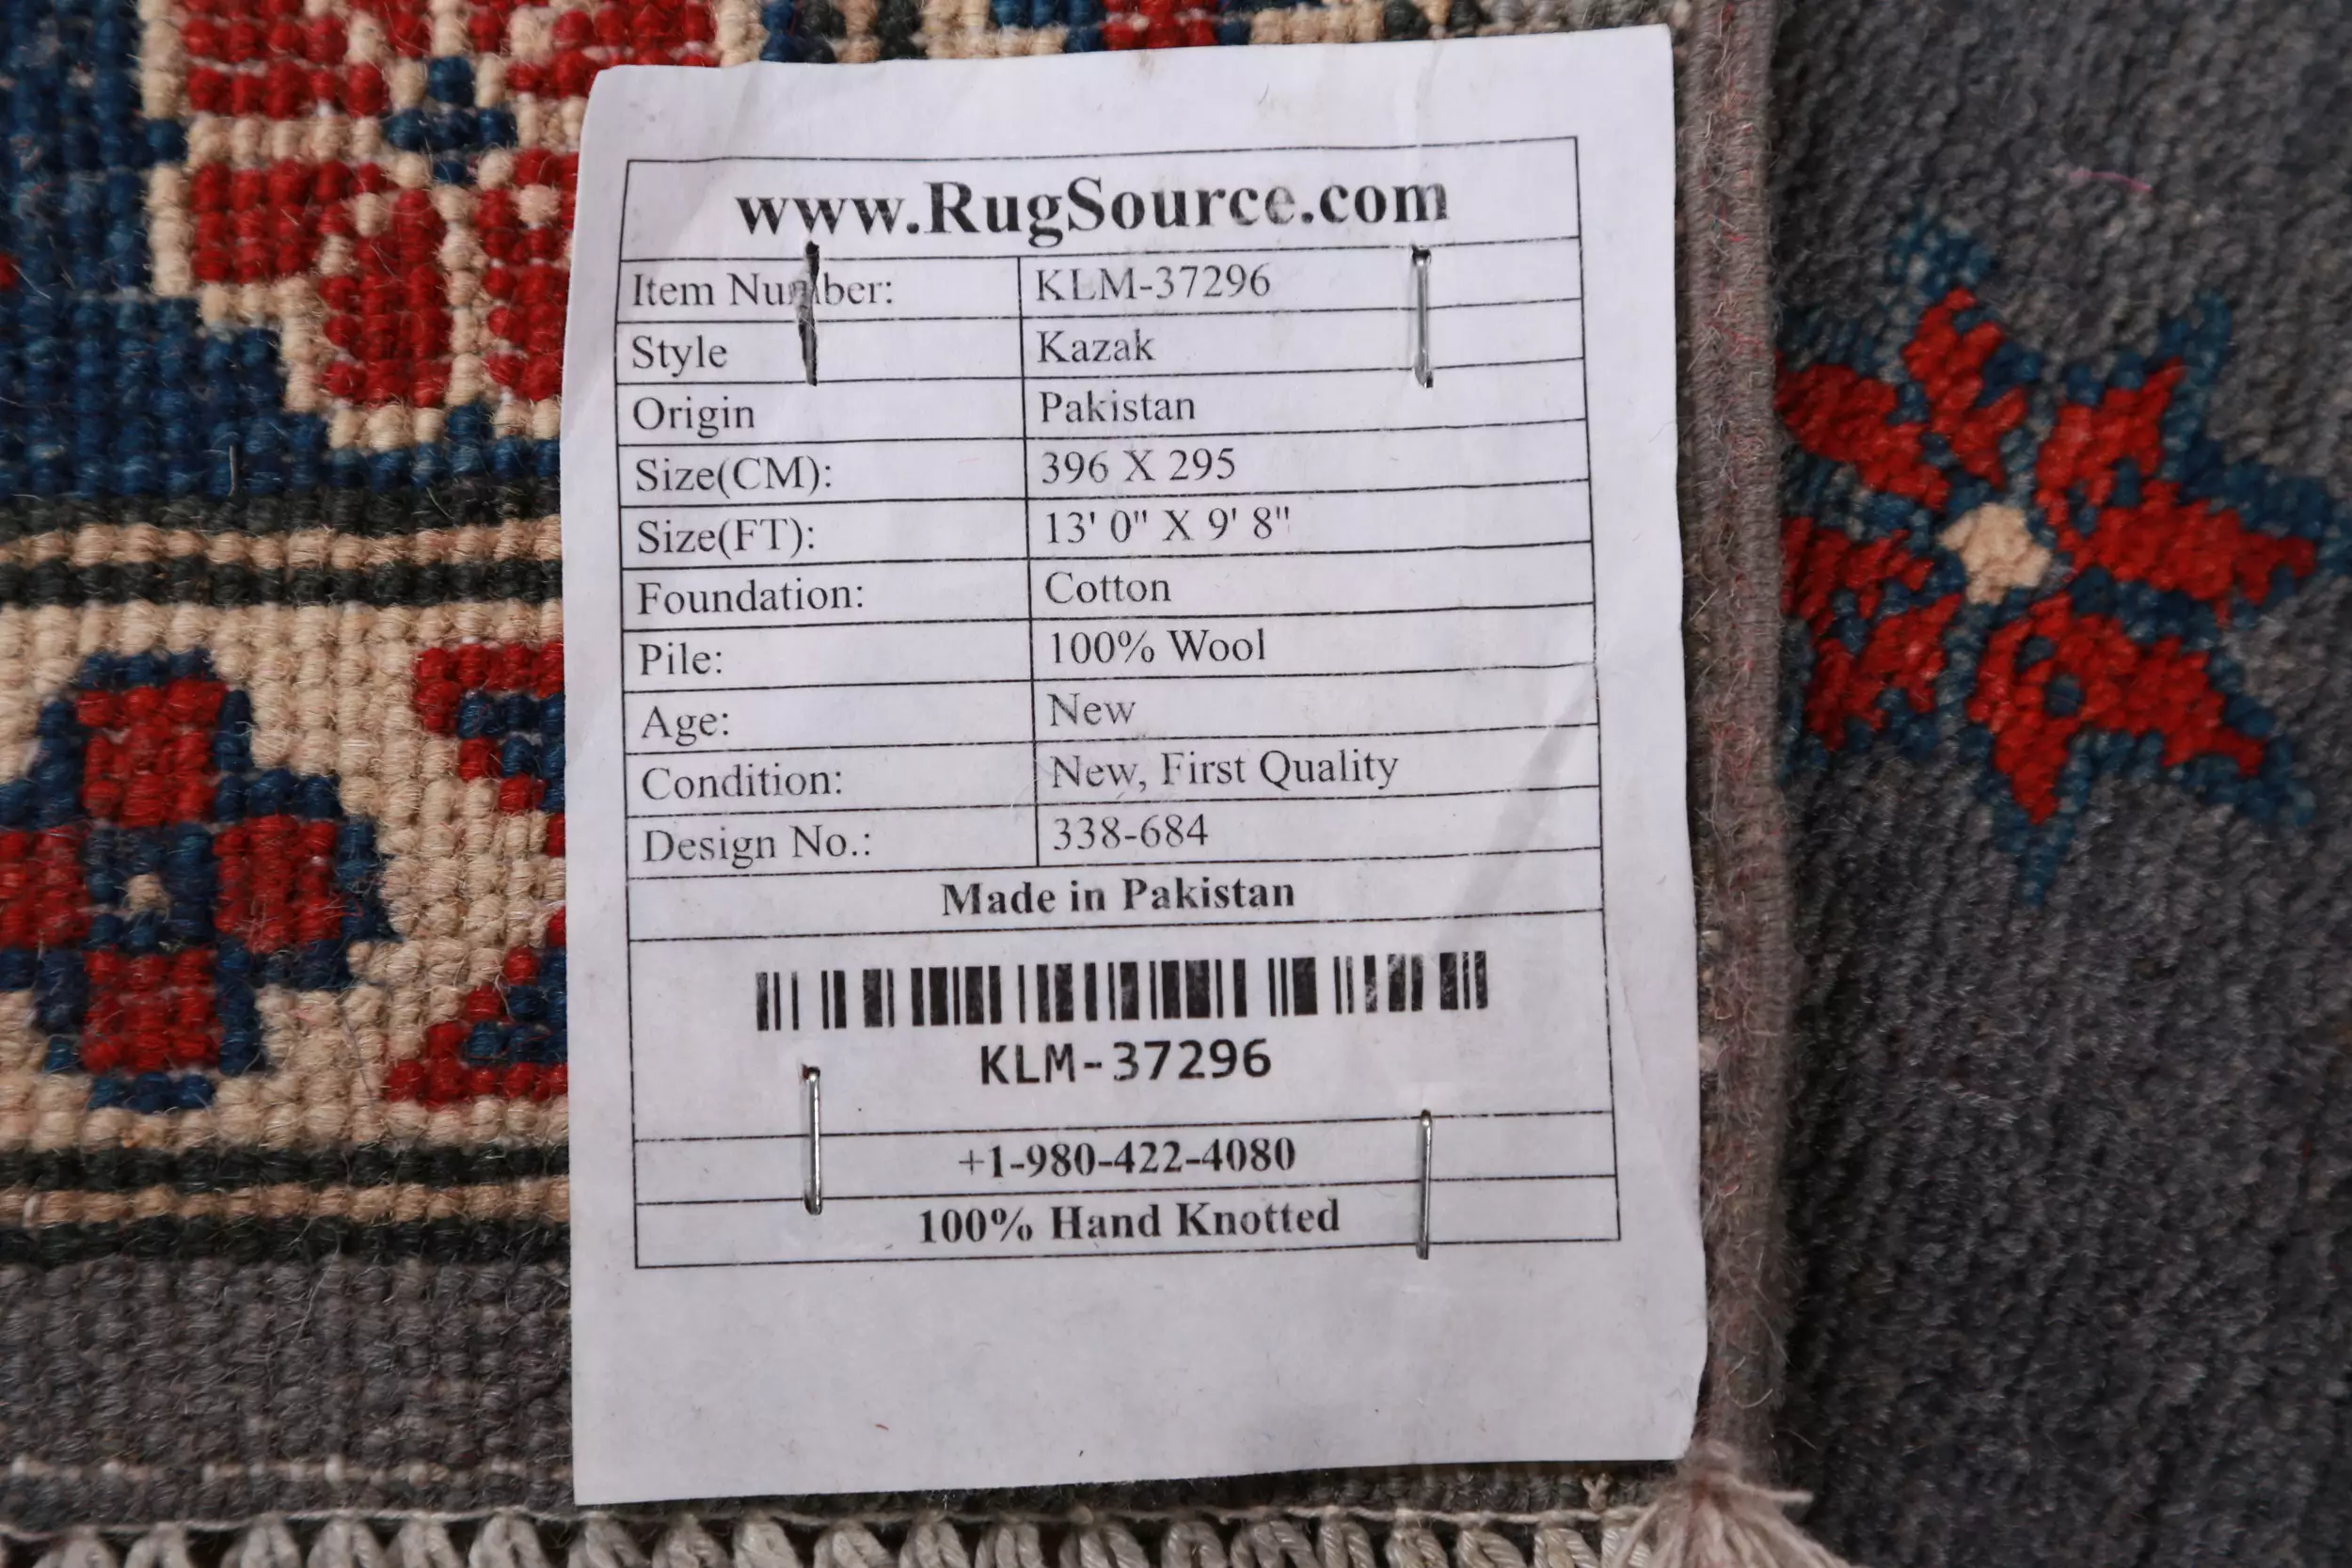 www.RugSource.com
Item Number: KLM-37296
Style Kazak
Origin Pakistan
Size(CM): 396 X 295
Size(FT): 13' 0" X 9' 8"
Foundation: Cotton
Pile: 100% Wool
Age: New
Condition: New, First Quality
Design No.: 338-684
Made in Pakistan
KLM-37296
+1-980-422-4080
100% Hand Knotted